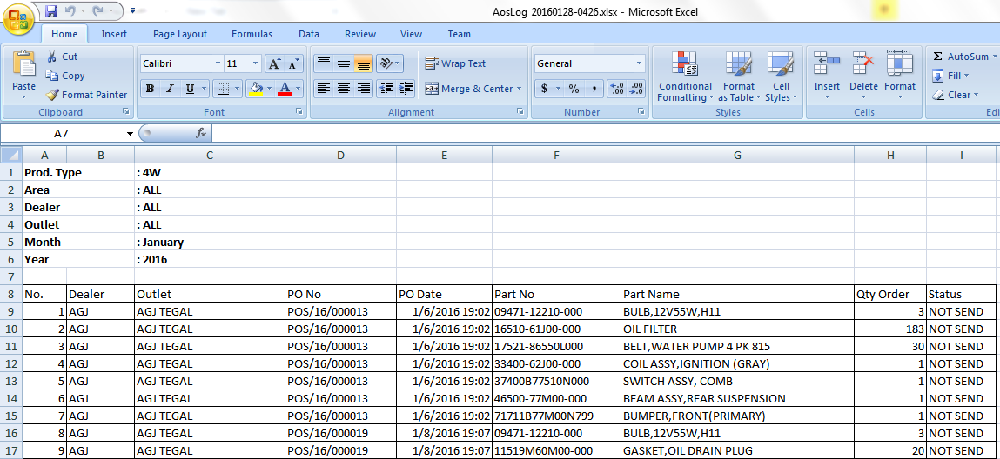 AosLog_20160128-0426.xlsx - Microsoft Excel
Home Insert Page Layout Formulas Data Review View Team
Paste
Cut
Copy
Format Painter
Clipboard
Calibri 11
B I U
Font
Wrap Text
Merge & Center
Alignment
General
$ % ,
Number
Conditional Formatting
Format as Table
Cell Styles
Styles
Insert Delete Format
Cells
Σ AutoSum
Fill
Clear
Edi
A7 fx
A B C D E F G H I
1 Prod. Type : 4W
2 Area : ALL
3 Dealer : ALL
4 Outlet : ALL
5 Month : January
6 Year : 2016
7
8 No. Dealer Outlet PO No PO Date Part No Part Name Qty Order Status
9 1 AGJ AGJ TEGAL POS/16/000013 1/6/2016 19:02 09471-12210-000 BULB,12V55W,H11 3 NOT SEND
10 2 AGJ AGJ TEGAL POS/16/000013 1/6/2016 19:02 16510-61J00-000 OIL FILTER 183 NOT SEND
11 3 AGJ AGJ TEGAL POS/16/000013 1/6/2016 19:02 17521-86550L000 BELT,WATER PUMP 4 PK 815 30 NOT SEND
12 4 AGJ AGJ TEGAL POS/16/000013 1/6/2016 19:02 33400-62J00-000 COIL ASSY,IGNITION (GRAY) 1 NOT SEND
13 5 AGJ AGJ TEGAL POS/16/000013 1/6/2016 19:02 37400B77510N000 SWITCH ASSY, COMB 1 NOT SEND
14 6 AGJ AGJ TEGAL POS/16/000013 1/6/2016 19:02 46500-77M00-000 BEAM ASSY,REAR SUSPENSION 1 NOT SEND
15 7 AGJ AGJ TEGAL POS/16/000013 1/6/2016 19:02 71711B77M00N799 BUMPER,FRONT(PRIMARY) 1 NOT SEND
16 8 AGJ AGJ TEGAL POS/16/000019 1/8/2016 19:07 09471-12210-000 BULB,12V55W,H11 3 NOT SEND
17 9 AGJ AGJ TEGAL POS/16/000019 1/8/2016 19:07 11519M60M00-000 GASKET,OIL DRAIN PLUG 20 NOT SEND